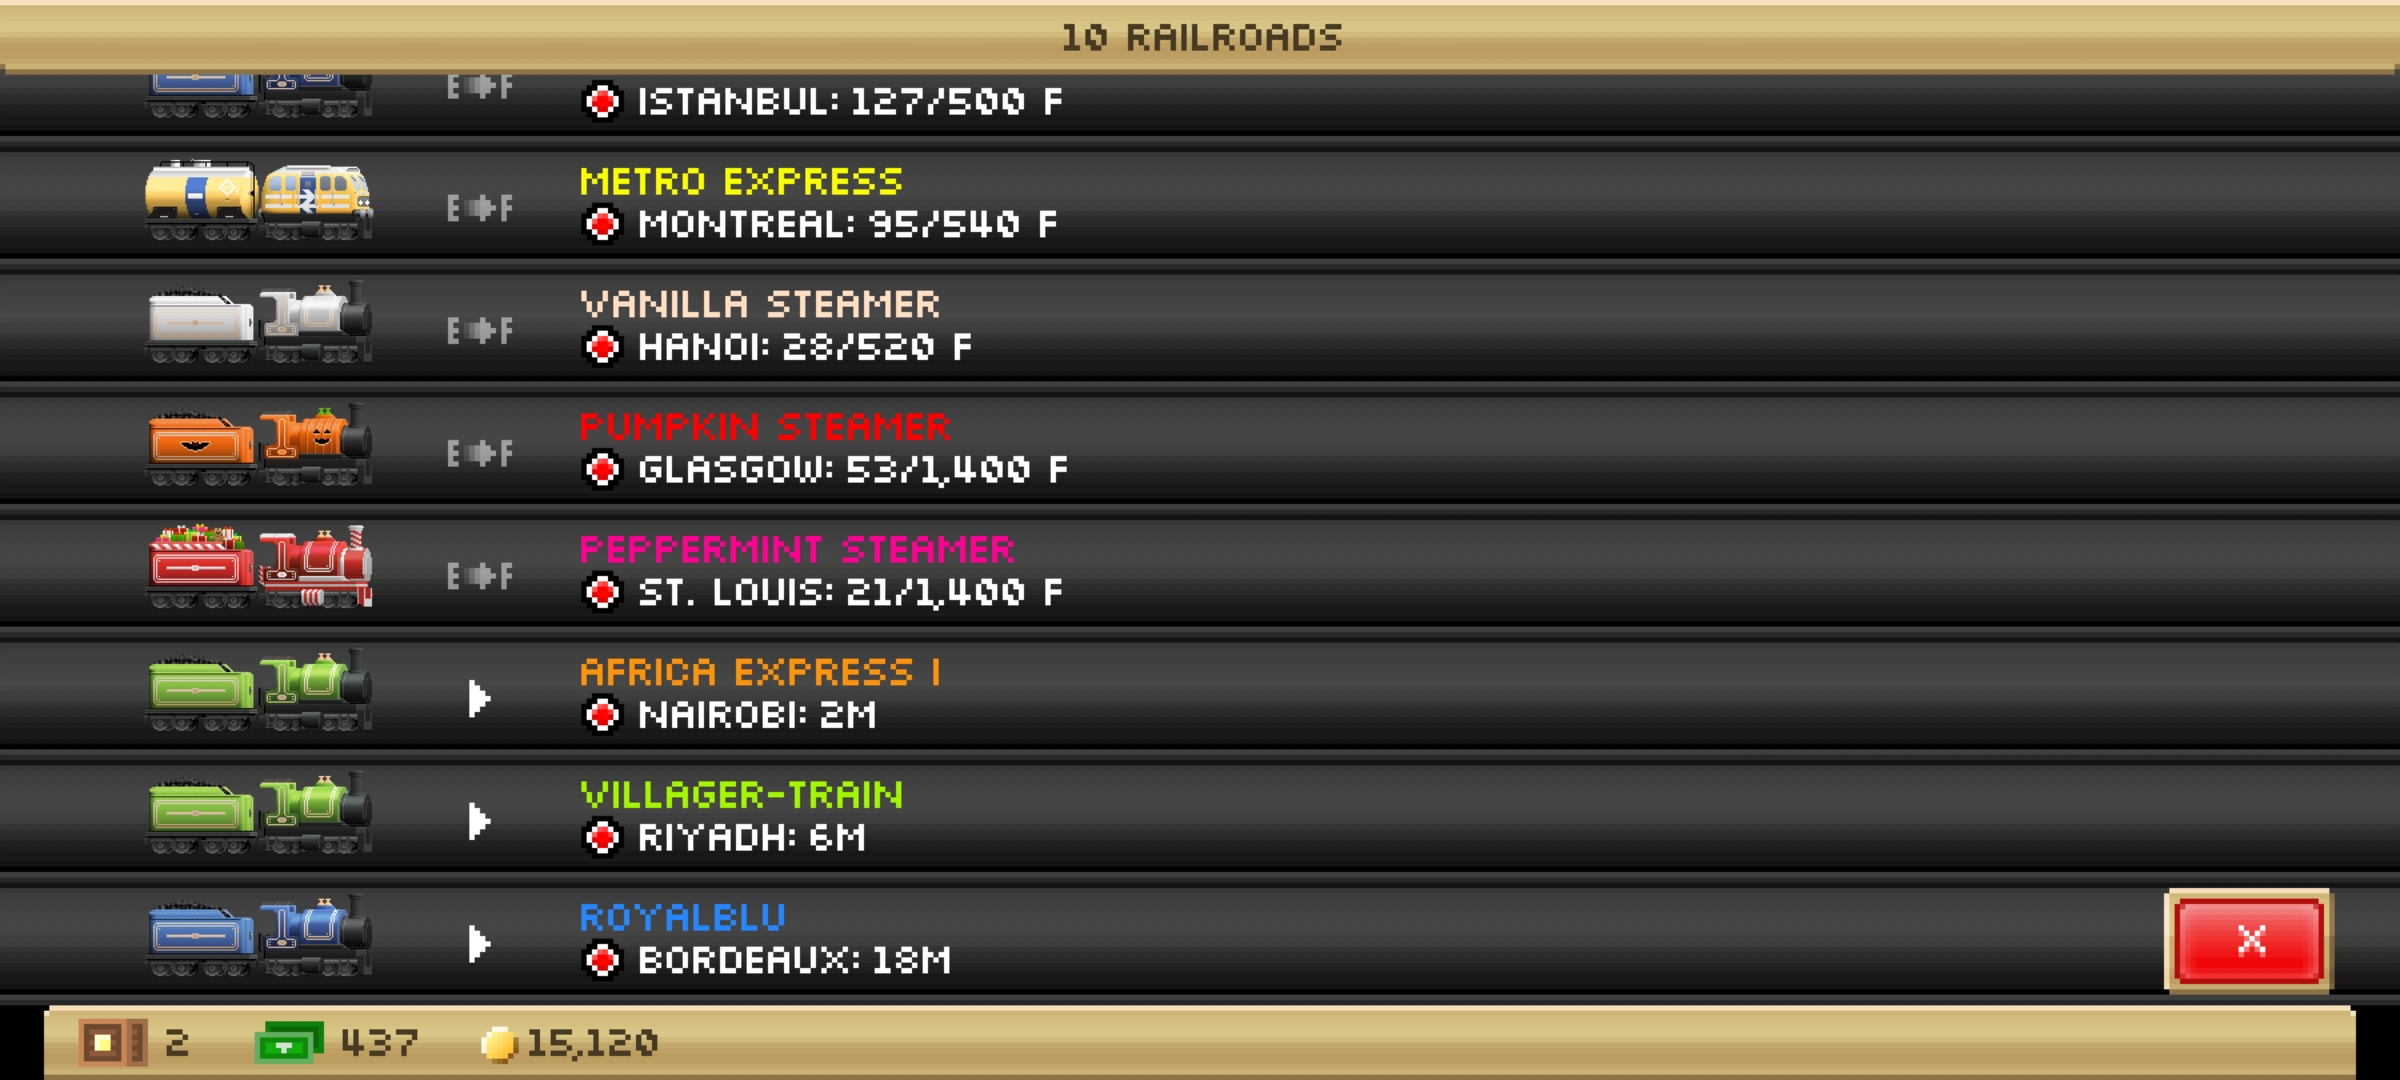 10 RAILROADS
E F
ISTANBUL: 127/500 F
METRO EXPRESS
E F
MONTREAL: 95/540 F
VANILLA STEAMER
E F
HANOI: 28/520 F
PUMPKIN STEAMER
E F
GLASGOW: 53/1,400 F
PEPPERMINT STEAMER
E F
ST. LOUIS: 21/1,400 F
AFRICA EXPRESS I
NAIROBI: 2M
VILLAGER-TRAIN
RIYADH: 6M
ROYALBLU
BORDEAUX: 18M
X
2 437 15,120